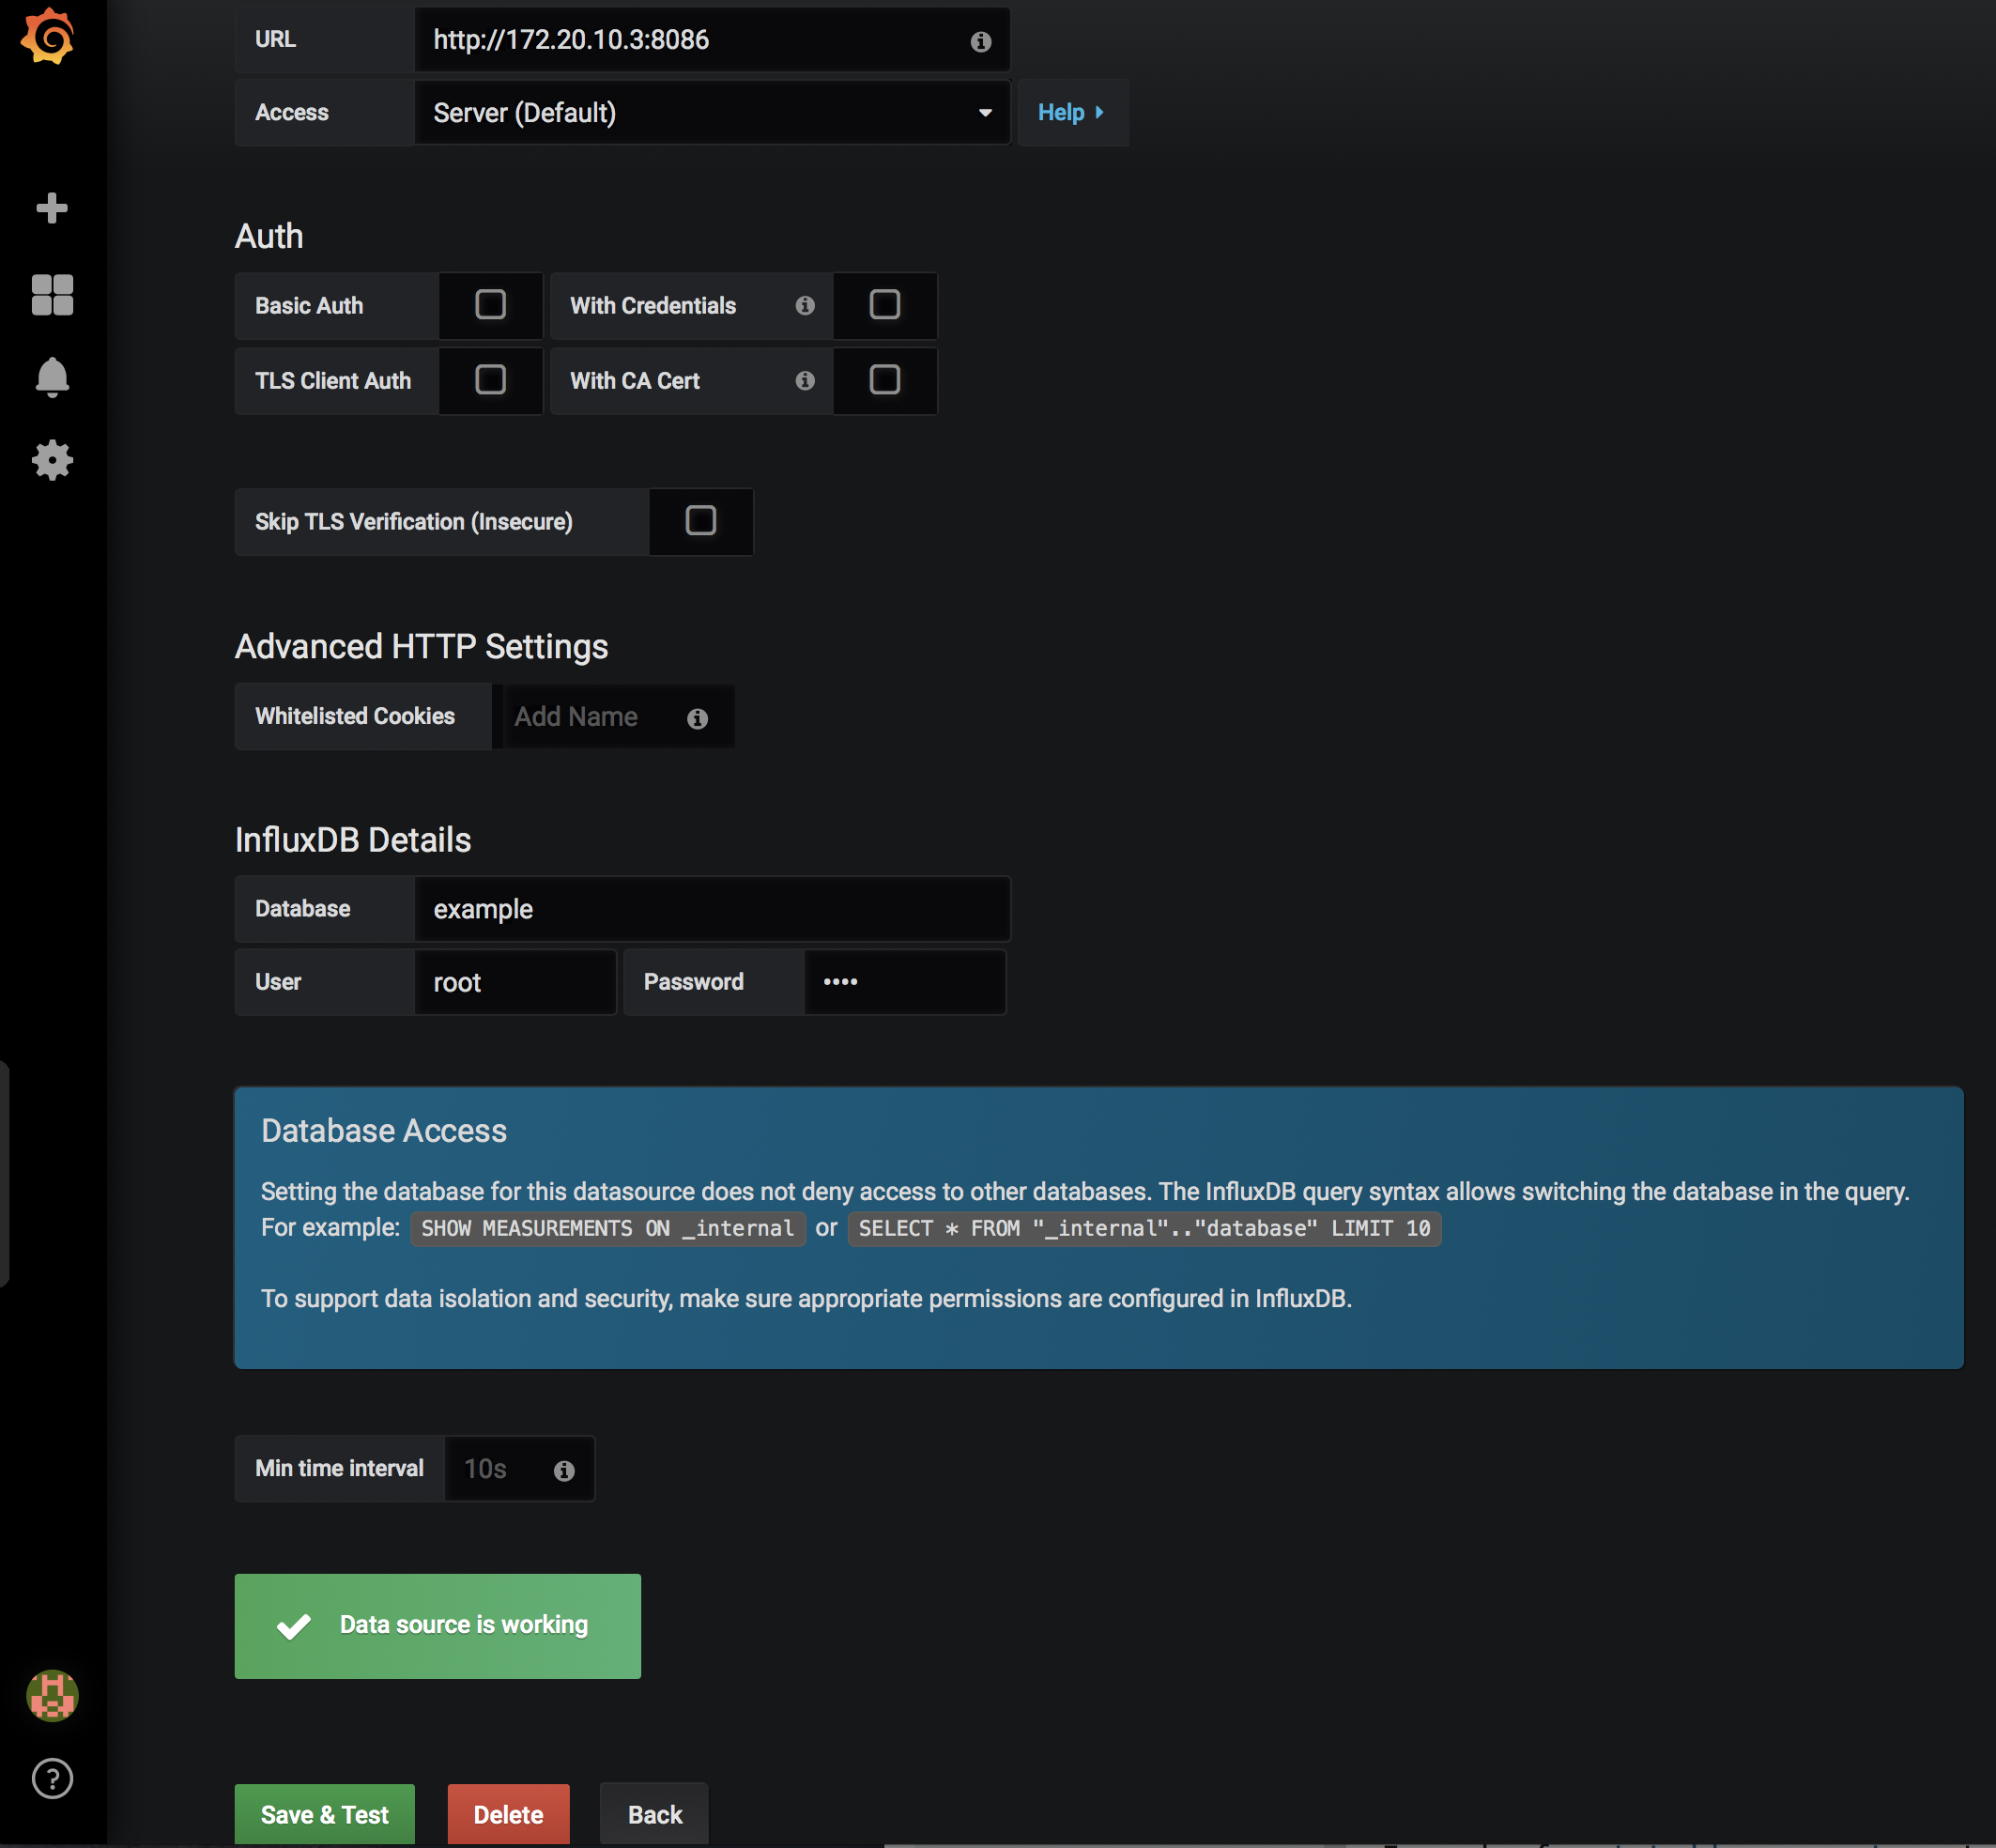 URL http://172.20.10.3:8086
Access Server (Default) Help
Auth
Basic Auth With Credentials
TLS Client Auth With CA Cert
Skip TLS Verification (Insecure)
Advanced HTTP Settings
Whitelisted Cookies Add Name
InfluxDB Details
Database example
User root Password ••••
Database Access
Setting the database for this datasource does not deny access to other databases. The InfluxDB query syntax allows switching the database in the query.
For example: SHOW MEASUREMENTS ON _internal or SELECT * FROM "_internal".."database" LIMIT 10
To support data isolation and security, make sure appropriate permissions are configured in InfluxDB.
Min time interval 10s
Data source is working
Save & Test Delete Back